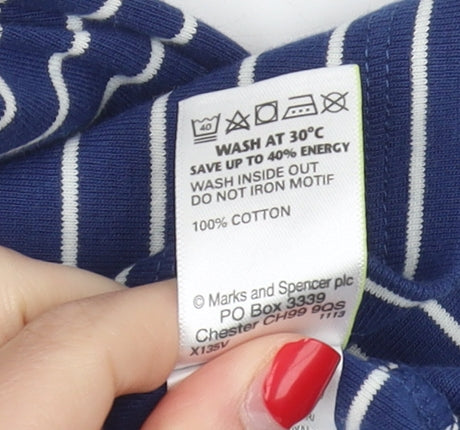 40
WASH AT 30°C
SAVE UP TO 40% ENERGY
WASH INSIDE OUT
DO NOT IRON MOTIF
100% COTTON
© Marks and Spencer plc
PO Box 3339
Chester CH99 9QS
X135V 1113